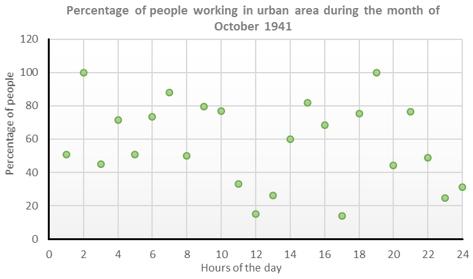 Percentage of people working in urban area during the month of
October 1941
120
100
80
60
40
20
0
Percentage of people
0 2 4 6 8 10 12 14 16 18 20 22 24
Hours of the day